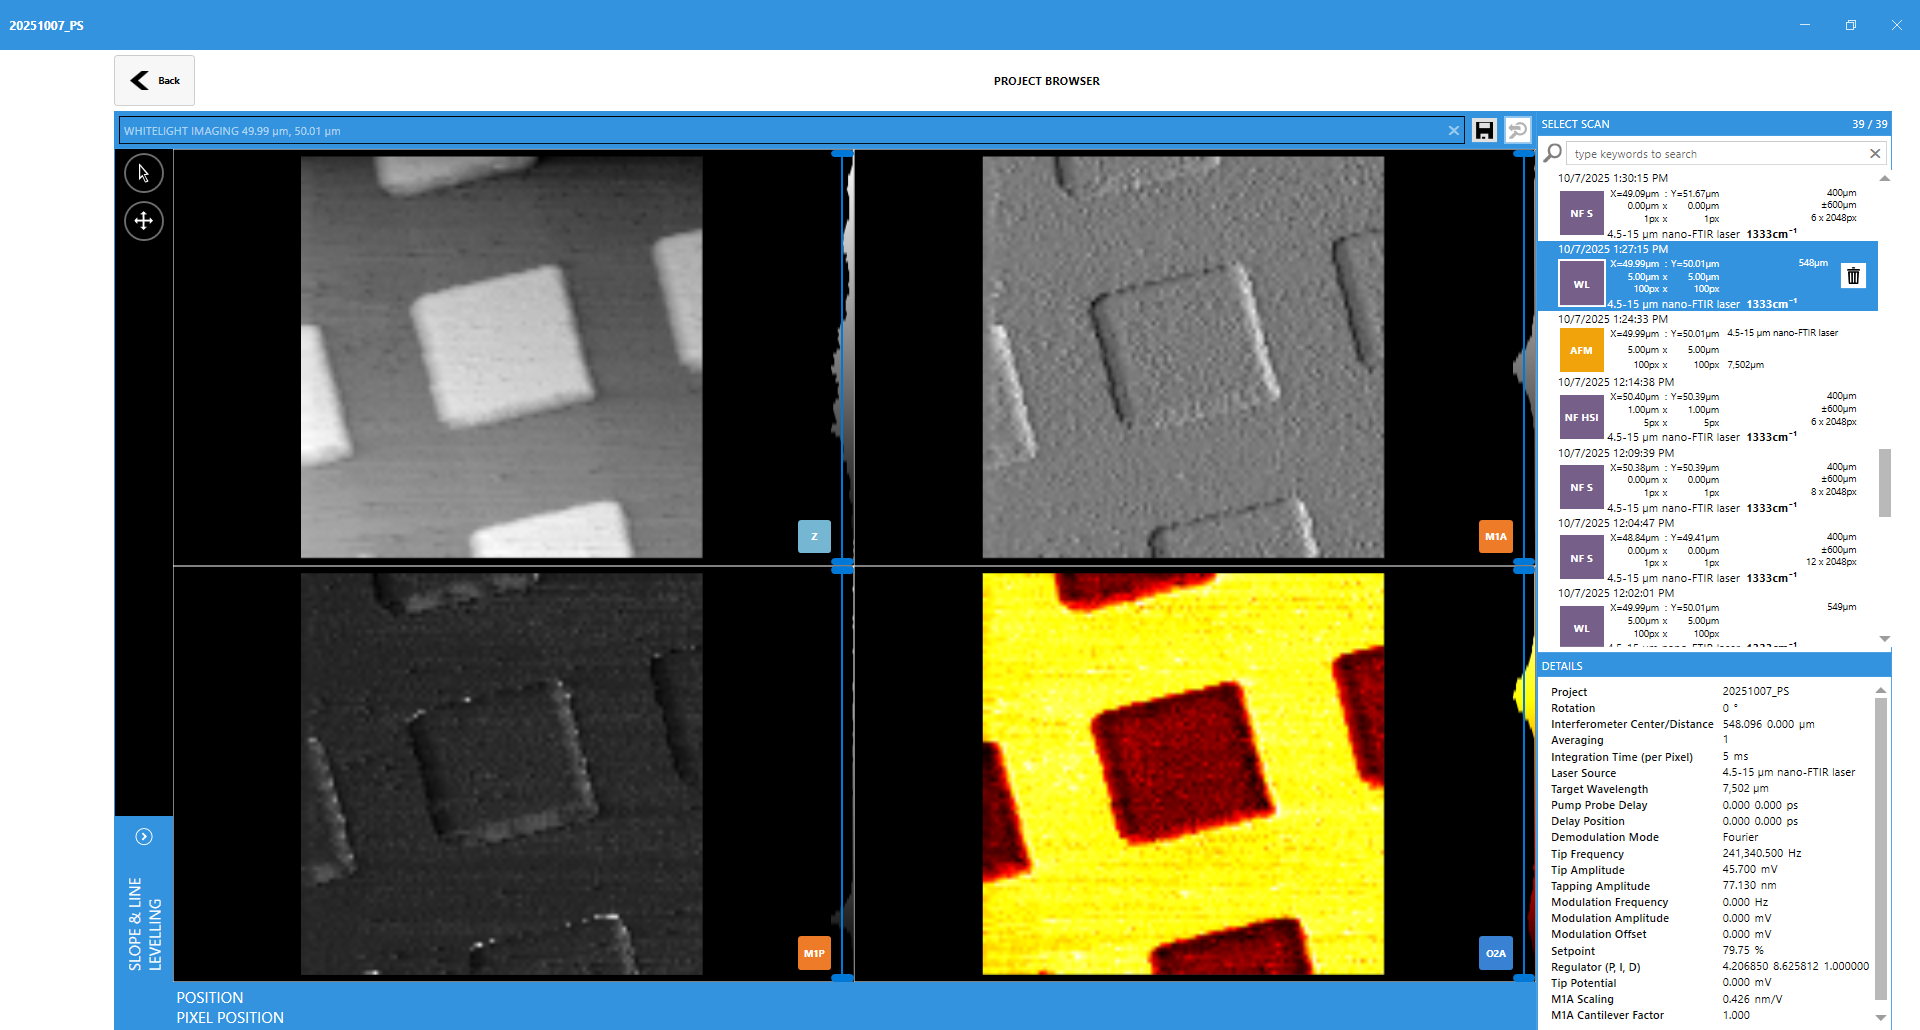 20251007_PS
Back
PROJECT BROWSER
WHITELIGHT IMAGING 49.99 µm, 50.01 µm
Z
M1A
M1P
O2A
SLOPE & LINE
LEVELLING
POSITION
PIXEL POSITION
SELECT SCAN 39 / 39
type keywords to search
10/7/2025 1:30:15 PM
NF S
X=49.09µm : Y=51.67µm 400µm
0.00µm x 0.00µm ±600µm
1px x 1px 6 x 2048px
4.5-15 µm nano-FTIR laser 1333cm⁻¹
10/7/2025 1:27:15 PM
WL
X=49.99µm : Y=50.01µm 548µm
5.00µm x 5.00µm
100px x 100px
4.5-15 µm nano-FTIR laser 1333cm⁻¹
10/7/2025 1:24:33 PM
AFM
X=49.99µm : Y=50.01µm 4.5-15 µm nano-FTIR laser
5.00µm x 5.00µm
100px x 100px 7,502µm
10/7/2025 12:14:38 PM
NF HSI
X=50.40µm : Y=50.39µm 400µm
1.00µm x 1.00µm ±600µm
5px x 5px 6 x 2048px
4.5-15 µm nano-FTIR laser 1333cm⁻¹
10/7/2025 12:09:39 PM
NF S
X=50.38µm : Y=50.39µm 400µm
0.00µm x 0.00µm ±600µm
1px x 1px 8 x 2048px
4.5-15 µm nano-FTIR laser 1333cm⁻¹
10/7/2025 12:04:47 PM
NF S
X=48.84µm : Y=49.41µm 400µm
0.00µm x 0.00µm ±600µm
1px x 1px 12 x 2048px
4.5-15 µm nano-FTIR laser 1333cm⁻¹
10/7/2025 12:02:01 PM
WL
X=49.99µm : Y=50.01µm 549µm
5.00µm x 5.00µm
100px x 100px
DETAILS
Project 20251007_PS
Rotation 0 °
Interferometer Center/Distance 548.096 0.000 µm
Averaging 1
Integration Time (per Pixel) 5 ms
Laser Source 4.5-15 µm nano-FTIR laser
Target Wavelength 7,502 µm
Pump Probe Delay 0.000 0.000 ps
Delay Position 0.000 0.000 ps
Demodulation Mode Fourier
Tip Frequency 241,340.500 Hz
Tip Amplitude 45.700 mV
Tapping Amplitude 77.130 nm
Modulation Frequency 0.000 Hz
Modulation Amplitude 0.000 mV
Modulation Offset 0.000 mV
Setpoint 79.75 %
Regulator (P, I, D) 4.206850 8.625812 1.000000
Tip Potential 0.000 mV
M1A Scaling 0.426 nm/V
M1A Cantilever Factor 1.000